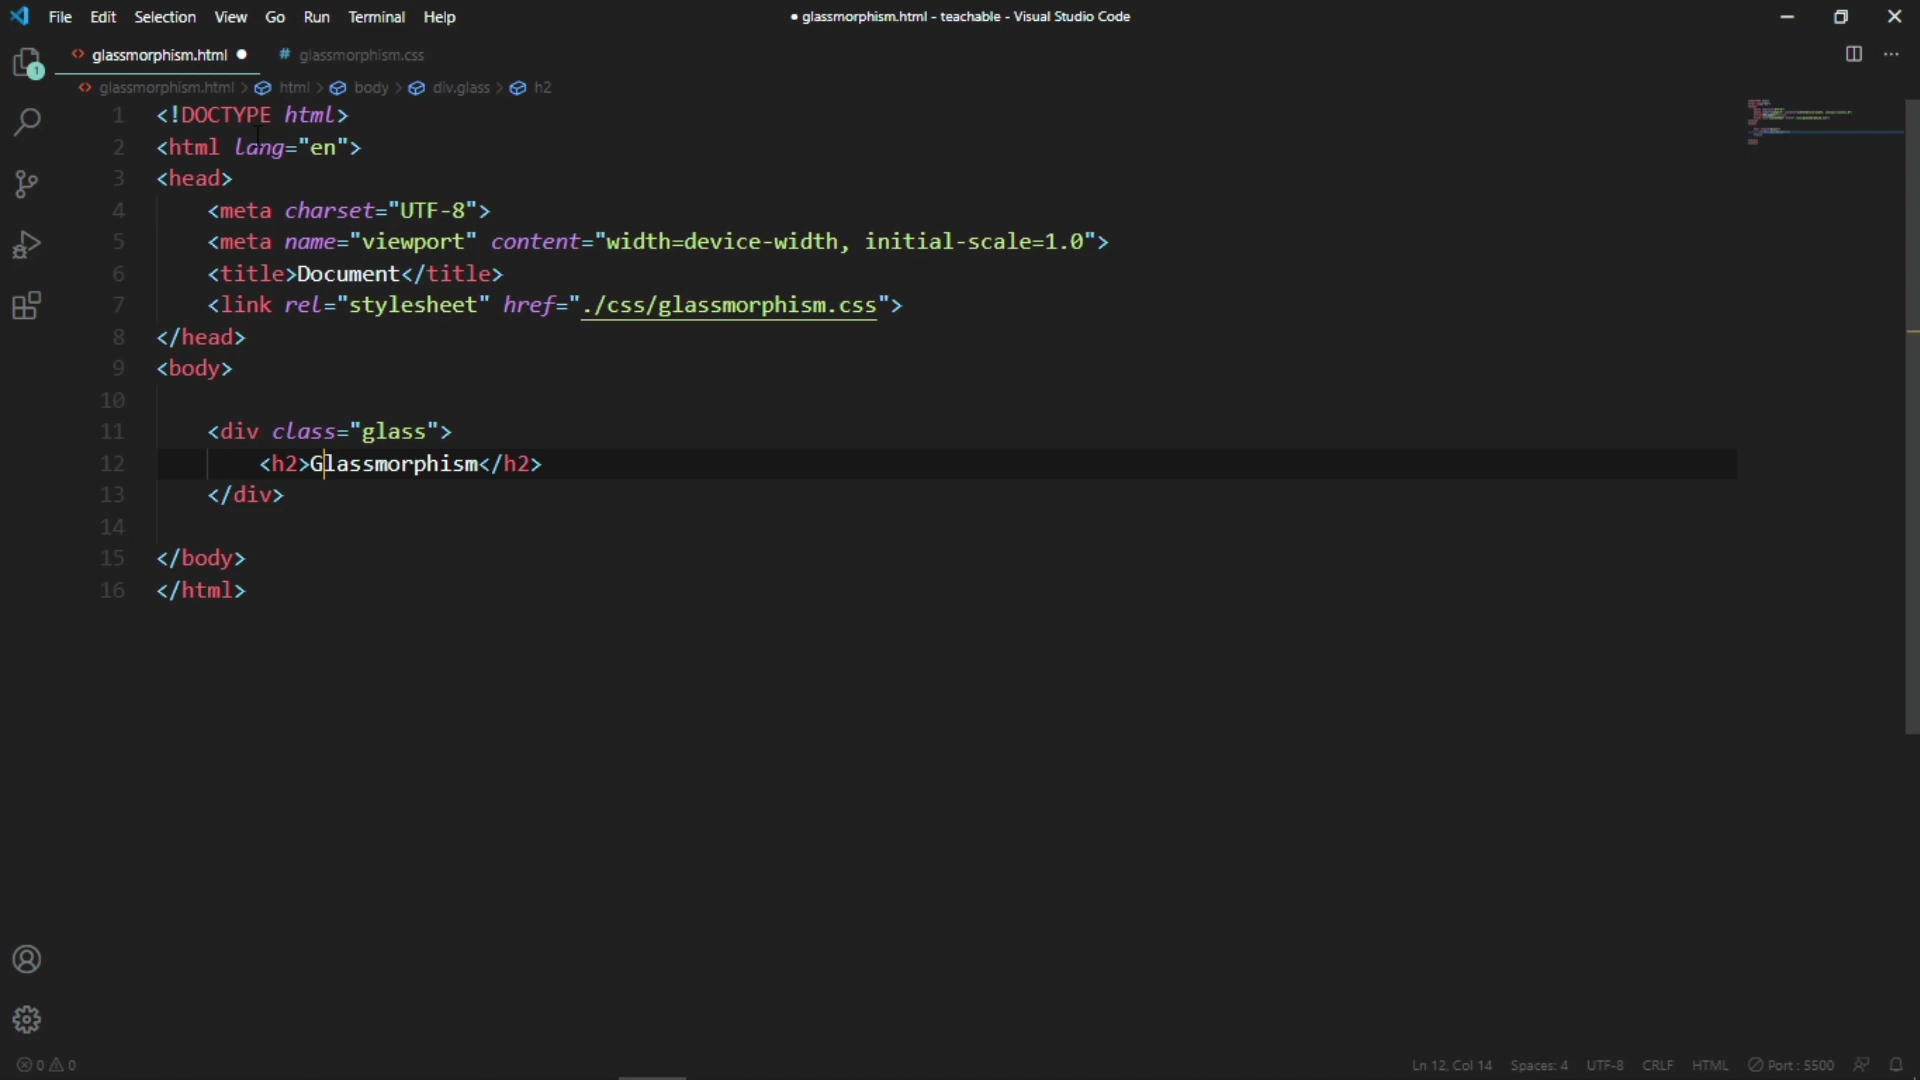 File Edit Selection View Go Run Terminal Help ● glassmorphism.html - teachable - Visual Studio Code
1 <> glassmorphism.html ● # glassmorphism.css ···
<> glassmorphism.html > html > body > div.glass > h2
1 <!DOCTYPE html>
2 <html lang="en">
3 <head>
4 <meta charset="UTF-8">
5 <meta name="viewport" content="width=device-width, initial-scale=1.0">
6 <title>Document</title>
7 <link rel="stylesheet" href="./css/glassmorphism.css">
8 </head>
9 <body>
10
11 <div class="glass">
12 <h2>Glassmorphism</h2>
13 </div>
14
15 </body>
16 </html>
0 0 Ln 12, Col 14 Spaces: 4 UTF-8 CRLF HTML Port : 5500